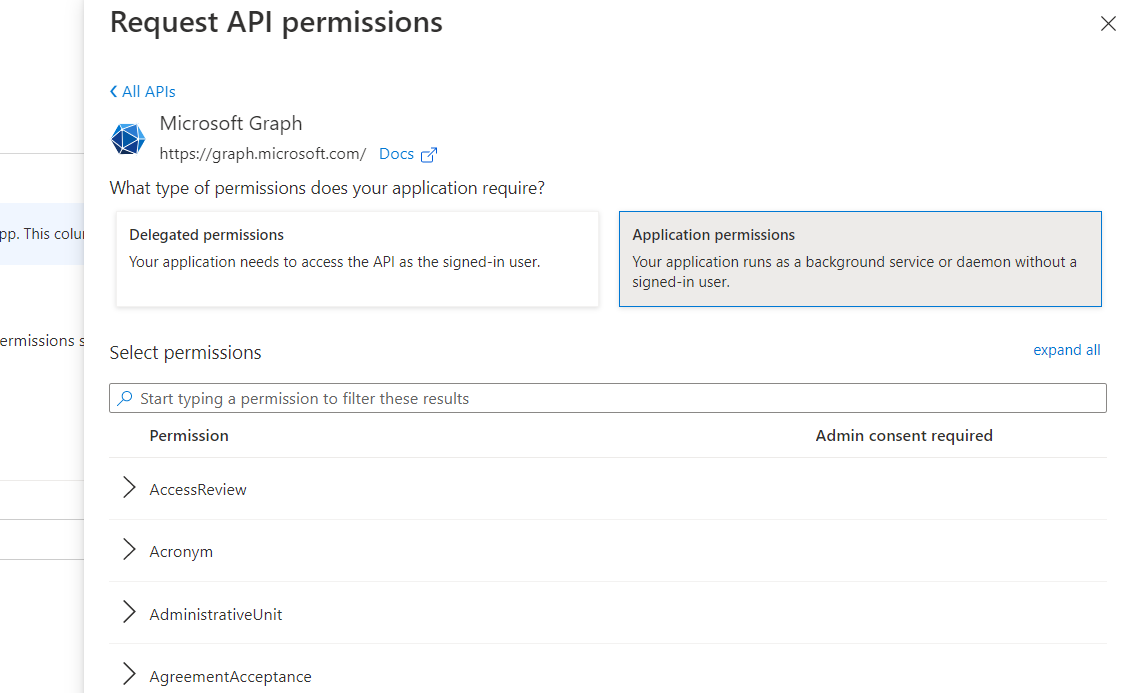 Request API permissions
All APIs
Microsoft Graph
https://graph.microsoft.com/ Docs
What type of permissions does your application require?
Delegated permissions
Your application needs to access the API as the signed-in user.
Application permissions
Your application runs as a background service or daemon without a
signed-in user.
pp. This colu
ermissions s
Select permissions
expand all
Start typing a permission to filter these results
Permission
Admin consent required
AccessReview
Acronym
AdministrativeUnit
AgreementAcceptance